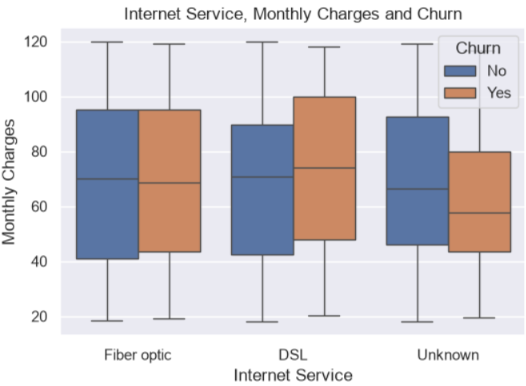 Internet Service, Monthly Charges and Churn
Churn
No
Yes
Monthly Charges
120
100
80
60
40
20
Fiber optic
DSL
Unknown
Internet Service